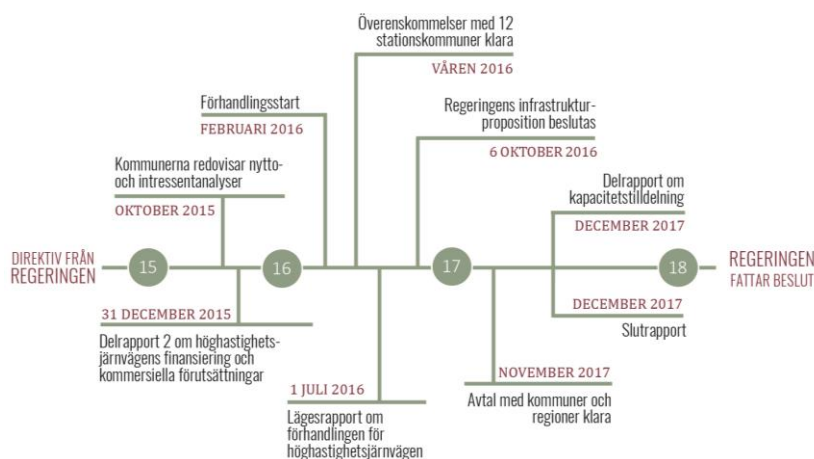 Överenskommelser med 12
stationskommuner klara
VÅREN 2016
Förhandlingsstart
FEBRUARI 2016
Regeringens infrastruktur-
proposition beslutas
6 OKTOBER 2016
Kommunerna redovisar nytto-
och intressentanalyser
OKTOBER 2015
Delrapport om
kapacitetstilldelning
DECEMBER 2017
DIREKTIV FRÅN
REGERINGEN
15
16
17
18
REGERINGEN
FATTAR BESLUT
31 DECEMBER 2015
Delrapport 2 om höghastighets-
järnvägens finansiering och
kommersiella förutsättningar
DECEMBER 2017
Slutrapport
1 JULI 2016
Lägesrapport om
förhandlingen för
höghastighetsjärnvägen
NOVEMBER 2017
Avtal med kommuner och
regioner klara